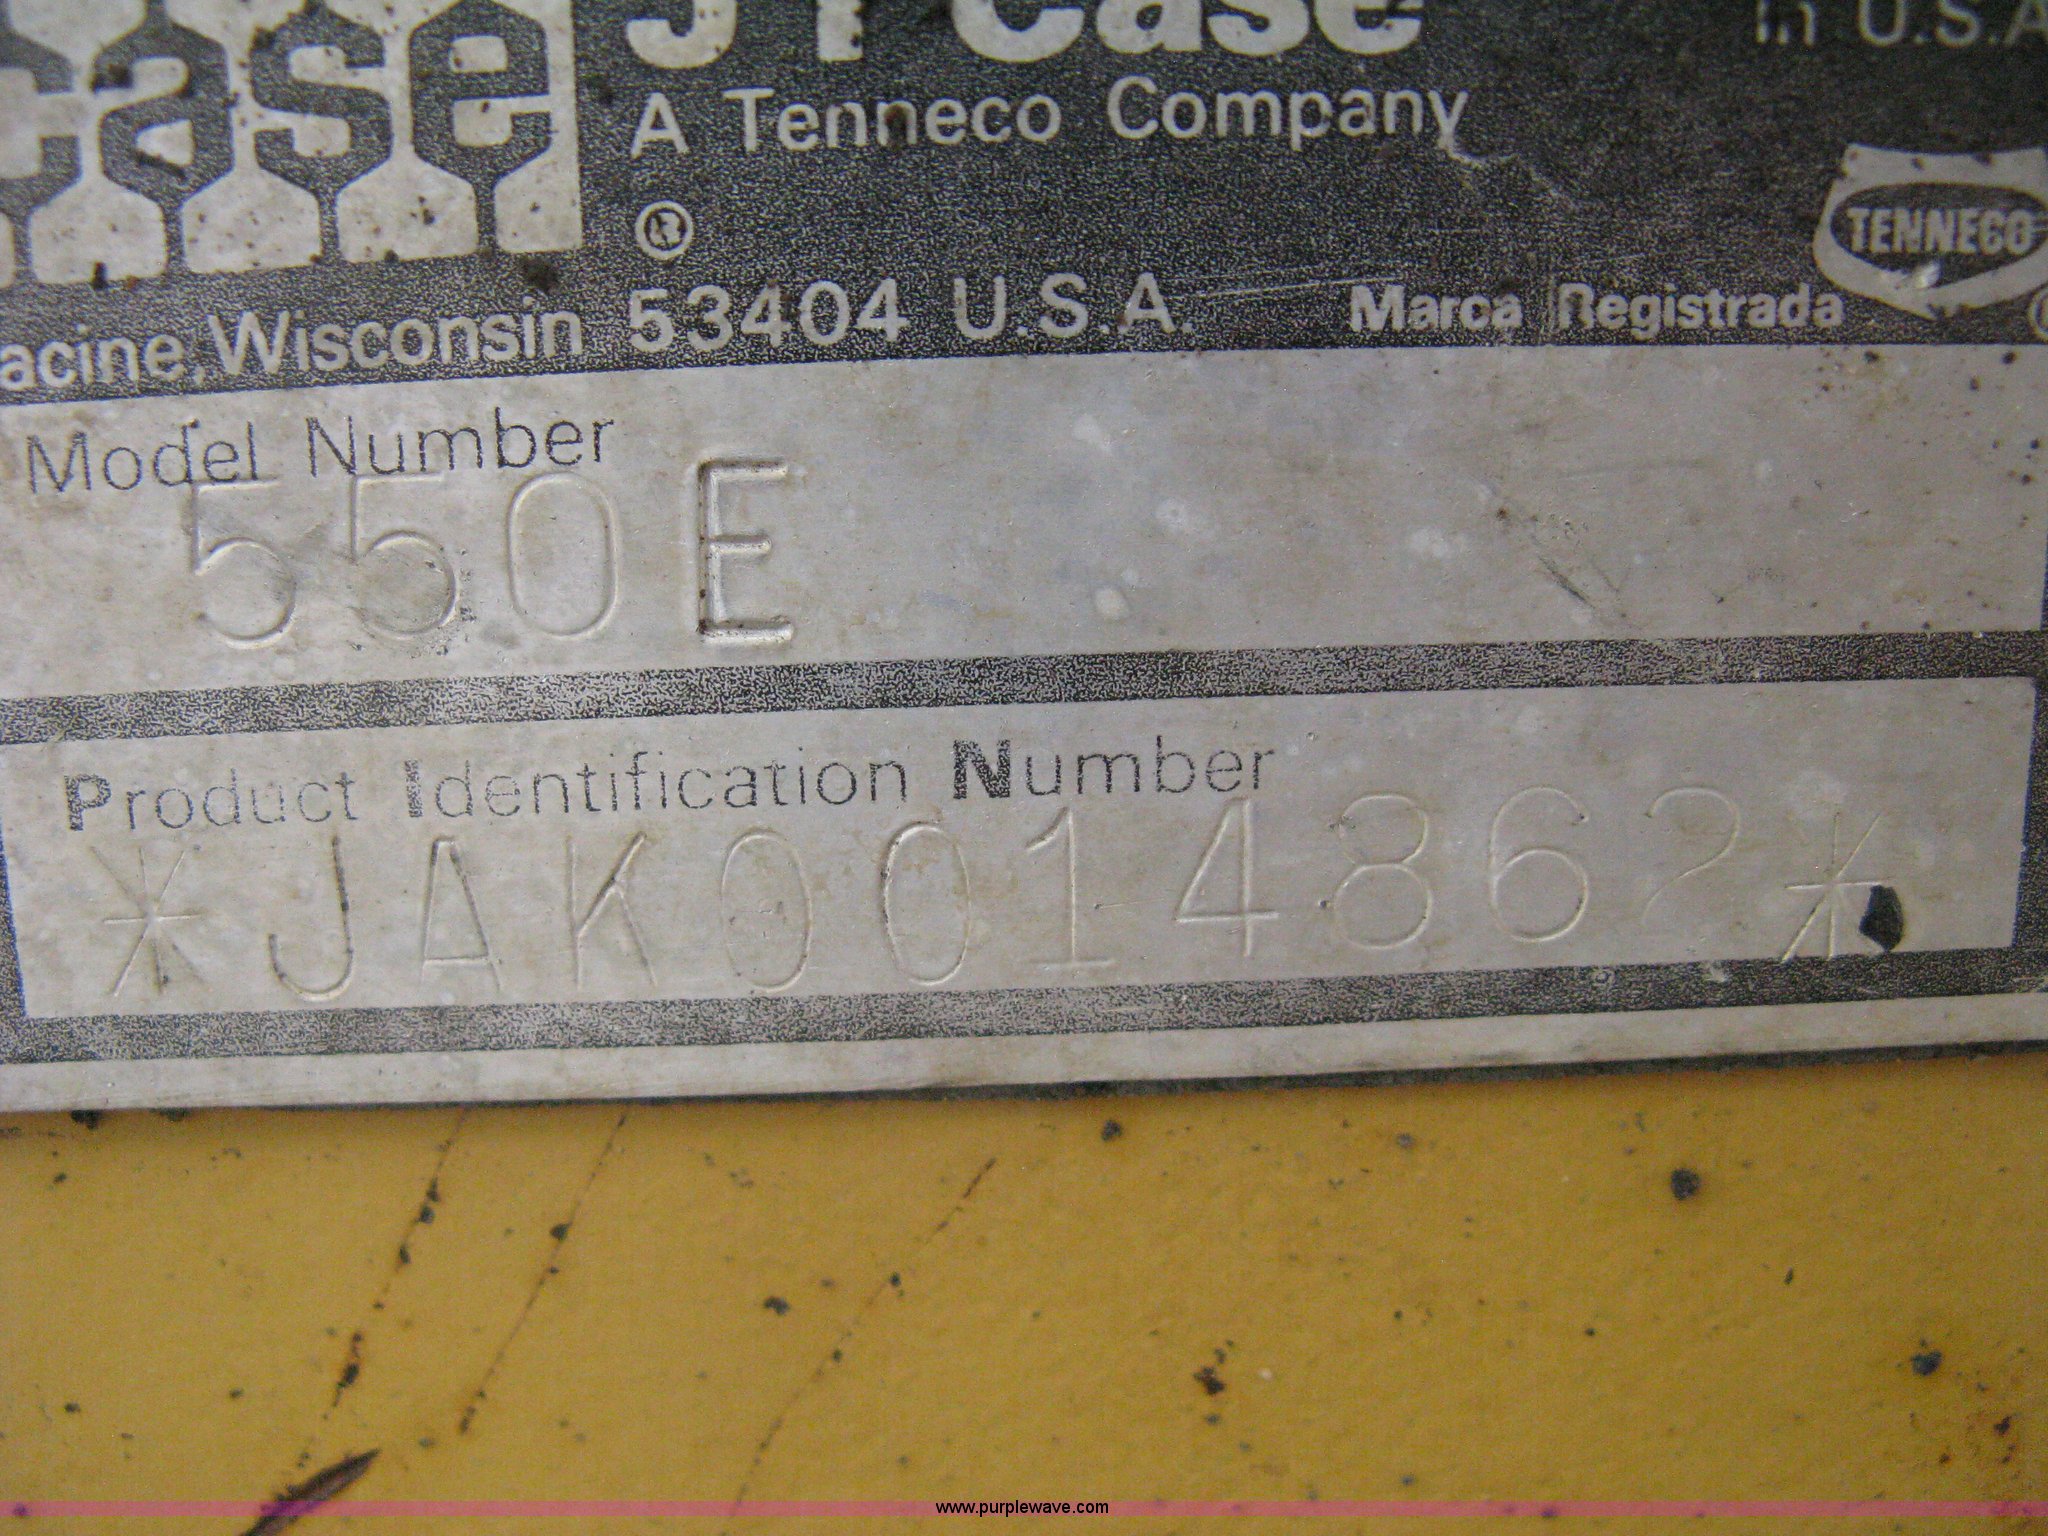 case J I Case in U.S.A
A Tenneco Company
® TENNECO
acine, Wisconsin 53404 U.S.A. Marca Registrada
Model Number
550E
Product Identification Number
*JAK0014862*
www.purplewave.com